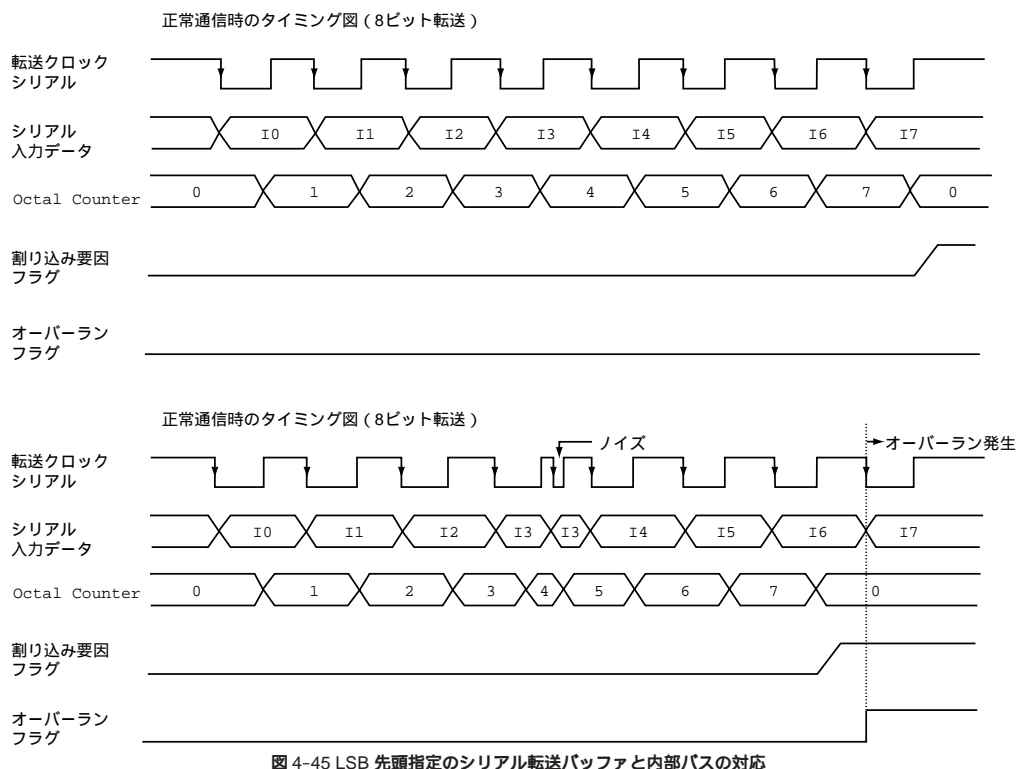 正常通信時のタイミング図 ( 8ビット転送 )
転送クロック
シリアル
シリアル
入力データ
I0 I1 I2 I3 I4 I5 I6 I7
Octal Counter
0 1 2 3 4 5 6 7 0
割り込み要因
フラグ
オーバーラン
フラグ
正常通信時のタイミング図 ( 8ビット転送 )
ノイズ
オーバーラン発生
転送クロック
シリアル
シリアル
入力データ
I0 I1 I2 I3 I3 I4 I5 I6 I7
Octal Counter
0 1 2 3 4 5 6 7 0
割り込み要因
フラグ
オーバーラン
フラグ
図 4-45 LSB 先頭指定のシリアル転送バッファと内部バスの対応